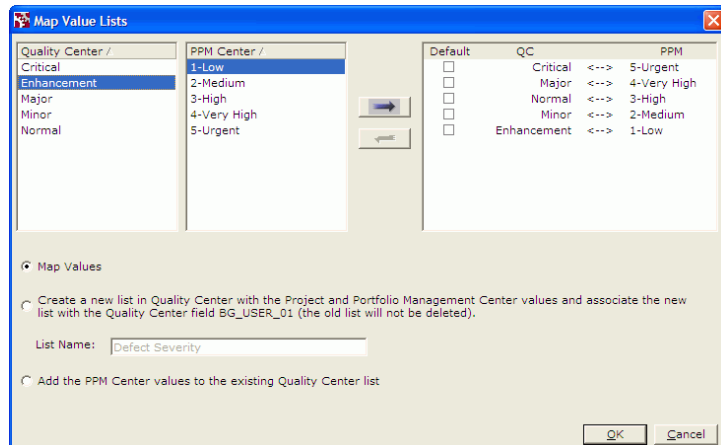 Map Value Lists
Quality Center /
Critical
Enhancement
Major
Minor
Normal
PPM Center /
1-Low
2-Medium
3-High
4-Very High
5-Urgent
Default QC PPM
Critical <--> 5-Urgent
Major <--> 4-Very High
Normal <--> 3-High
Minor <--> 2-Medium
Enhancement <--> 1-Low
Map Values
Create a new list in Quality Center with the Project and Portfolio Management Center values and associate the new
list with the Quality Center field BG_USER_01 (the old list will not be deleted).
List Name: Defect Severity
Add the PPM Center values to the existing Quality Center list
OK Cancel